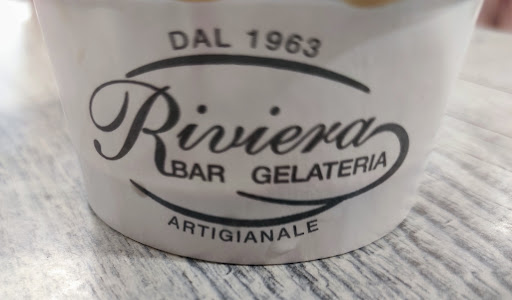 DAL 1963
Riviera
BAR GELATERIA
ARTIGIANALE